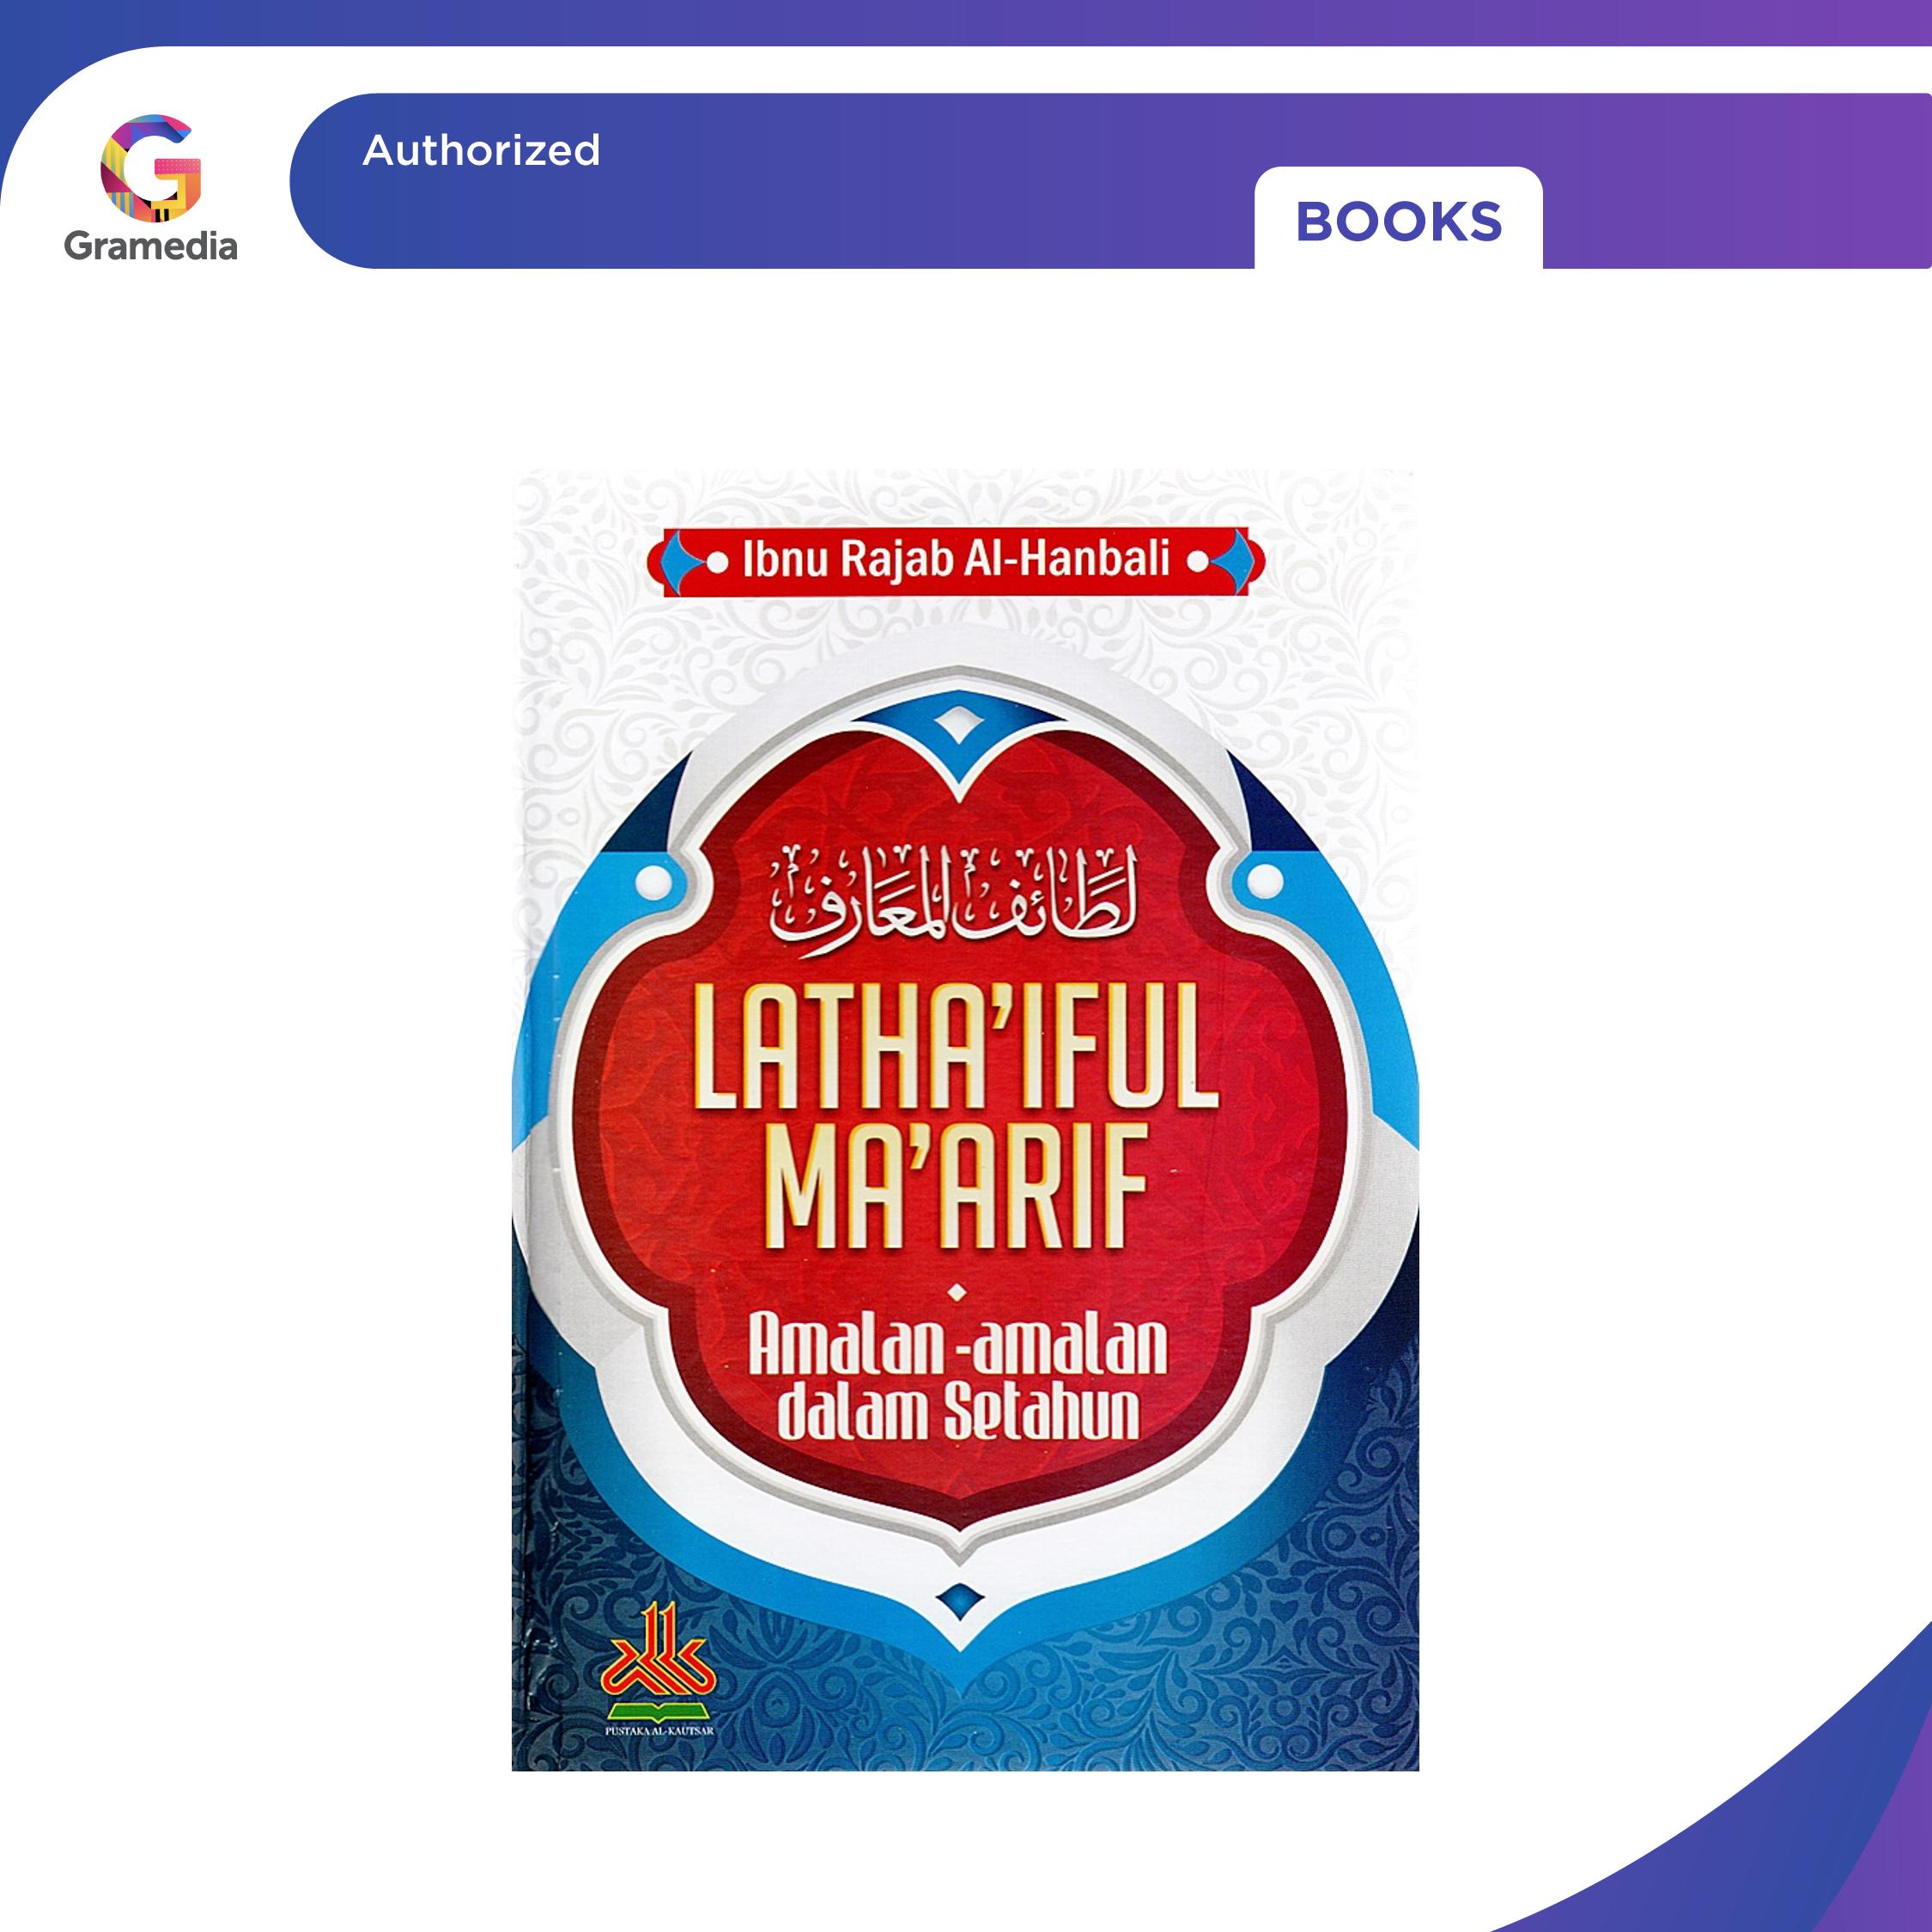 Gramedia
Authorized
BOOKS
Ibnu Rajab Al-Hanbali
لطائف المعارف
LATHA'IFUL
MA'ARIF
Amalan-amalan
dalam Setahun
PUSTAKA AL-KAUTSAR